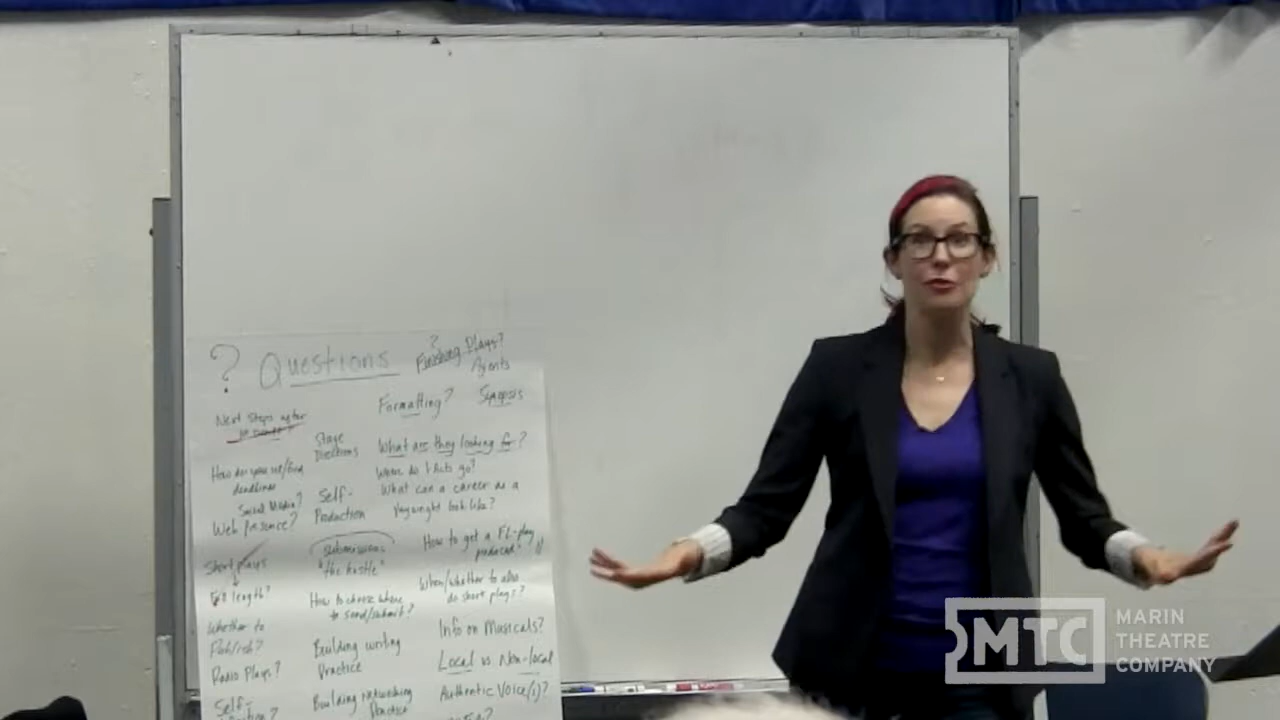 ? Questions
?
Finishing Plays?
Agents
Formatting?
Synopsis
Next Steps after
Stage
Directions
What are they looking for?
How do you see/find
deadlines
Where do 1 Acts go?
What can a career as a
Playwright look like?
Social Media?
Web Presence?
Self-
Production
How to get a FL-play
produced
Short plays
Full length?
Submissions
"the hustle"
When/whether to also
do short plays?
How to choose where
to send/submit?
Whether to
Publish?
Info on Musicals?
Building writing
Practice
Local vs Non-local
Radio Plays?
Authentic Voice(s)?
Building networking
Practice
Self-
MTC
MARIN
THEATRE
COMPANY